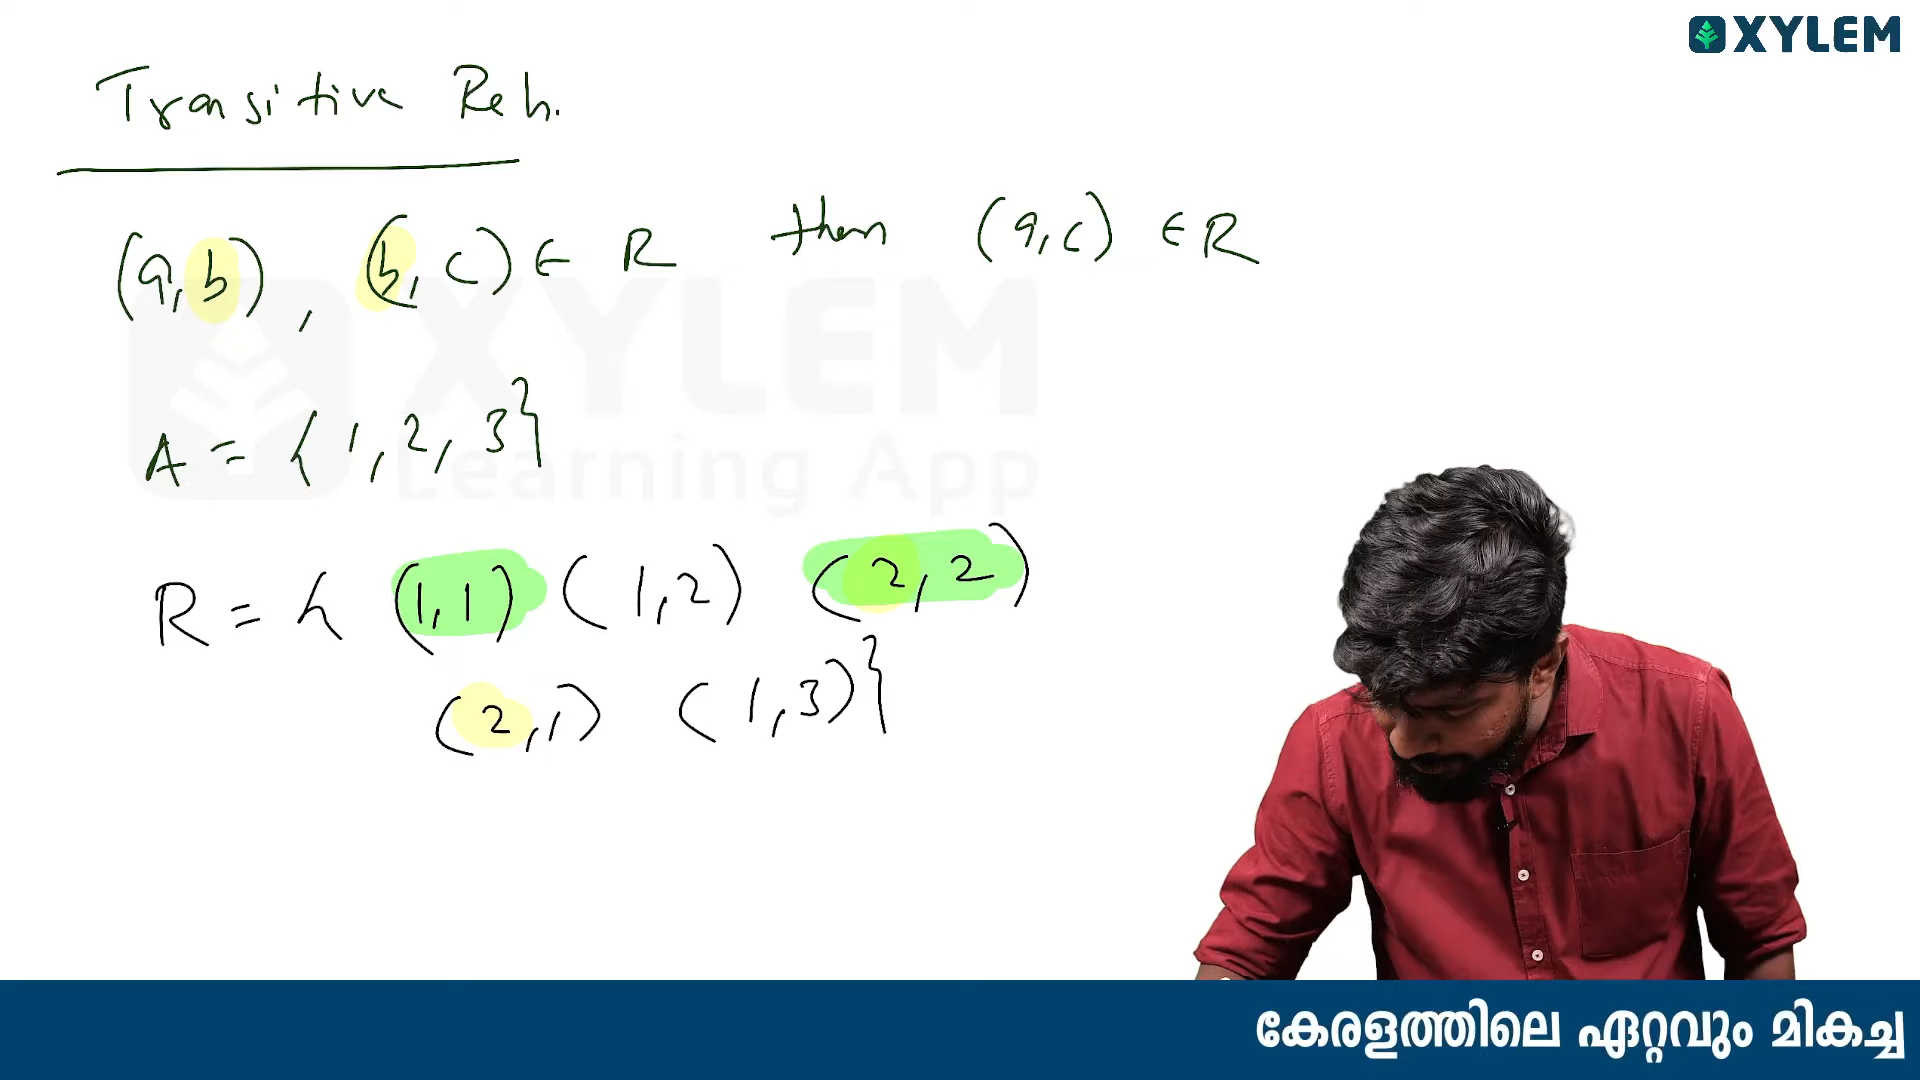 XYLEM
Transitive Reln.
(a,b) , (b,c) ∈ R then (a,c) ∈ R
XYLEM
Learning App
A = { 1, 2, 3}
R = { (1,1) (1,2) (2,2)
(2,1) (1,3)}
കേരളത്തിലെ ഏറ്റവും മികച്ച